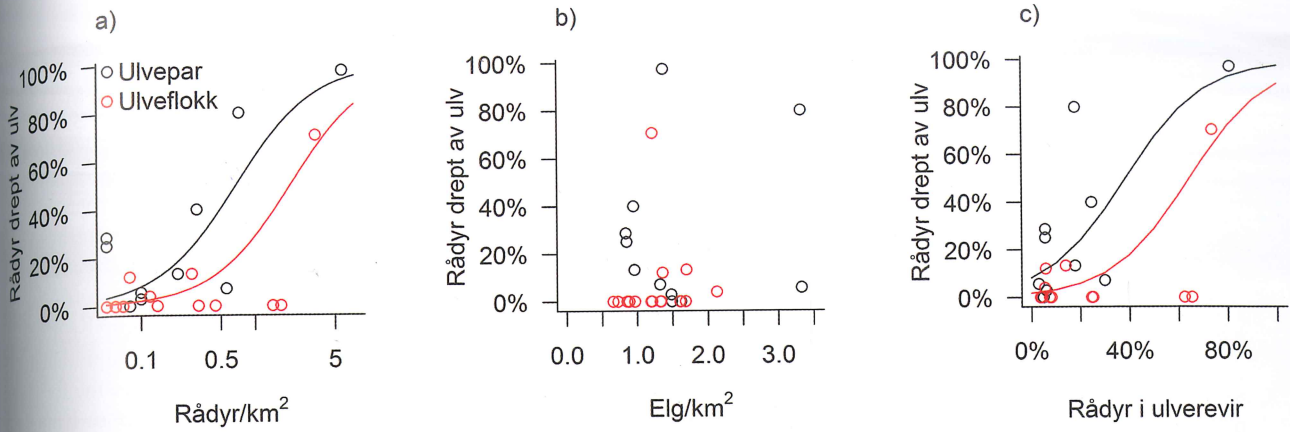 a)
Rådyr drept av ulv
100%
80%
60%
40%
20%
0%
Ulvepar
Ulveflokk
0.1 0.5 5
Rådyr/km²
b)
Rådyr drept av ulv
100%
80%
60%
40%
20%
0%
0.0 1.0 2.0 3.0
Elg/km²
c)
Rådyr drept av ulv
100%
80%
60%
40%
20%
0%
0% 40% 80%
Rådyr i ulverevir